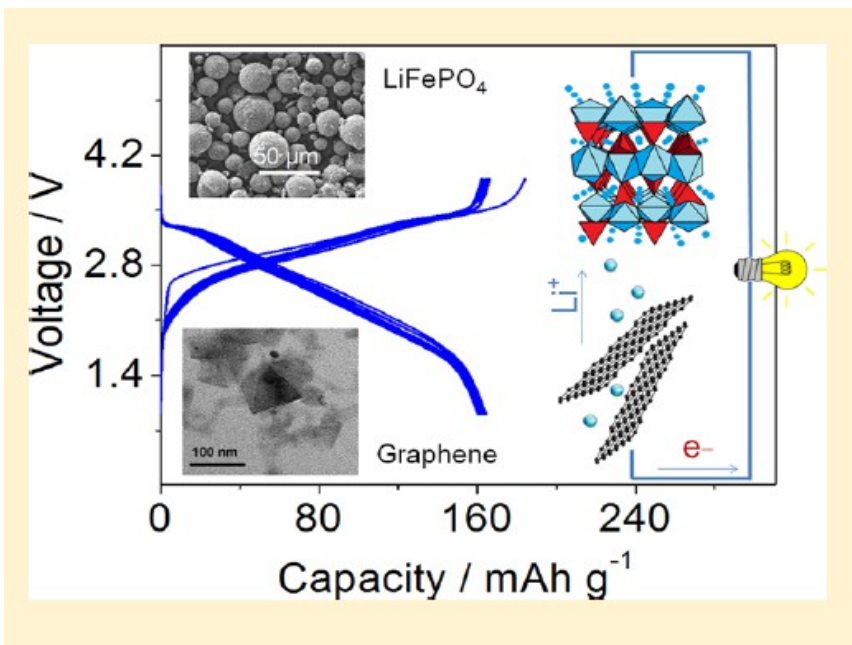 LiFePO₄
50 μm
4.2
2.8
1.4
Voltage / V
Li⁺
100 nm
Graphene
e−
0
80
160
240
Capacity / mAh g⁻¹